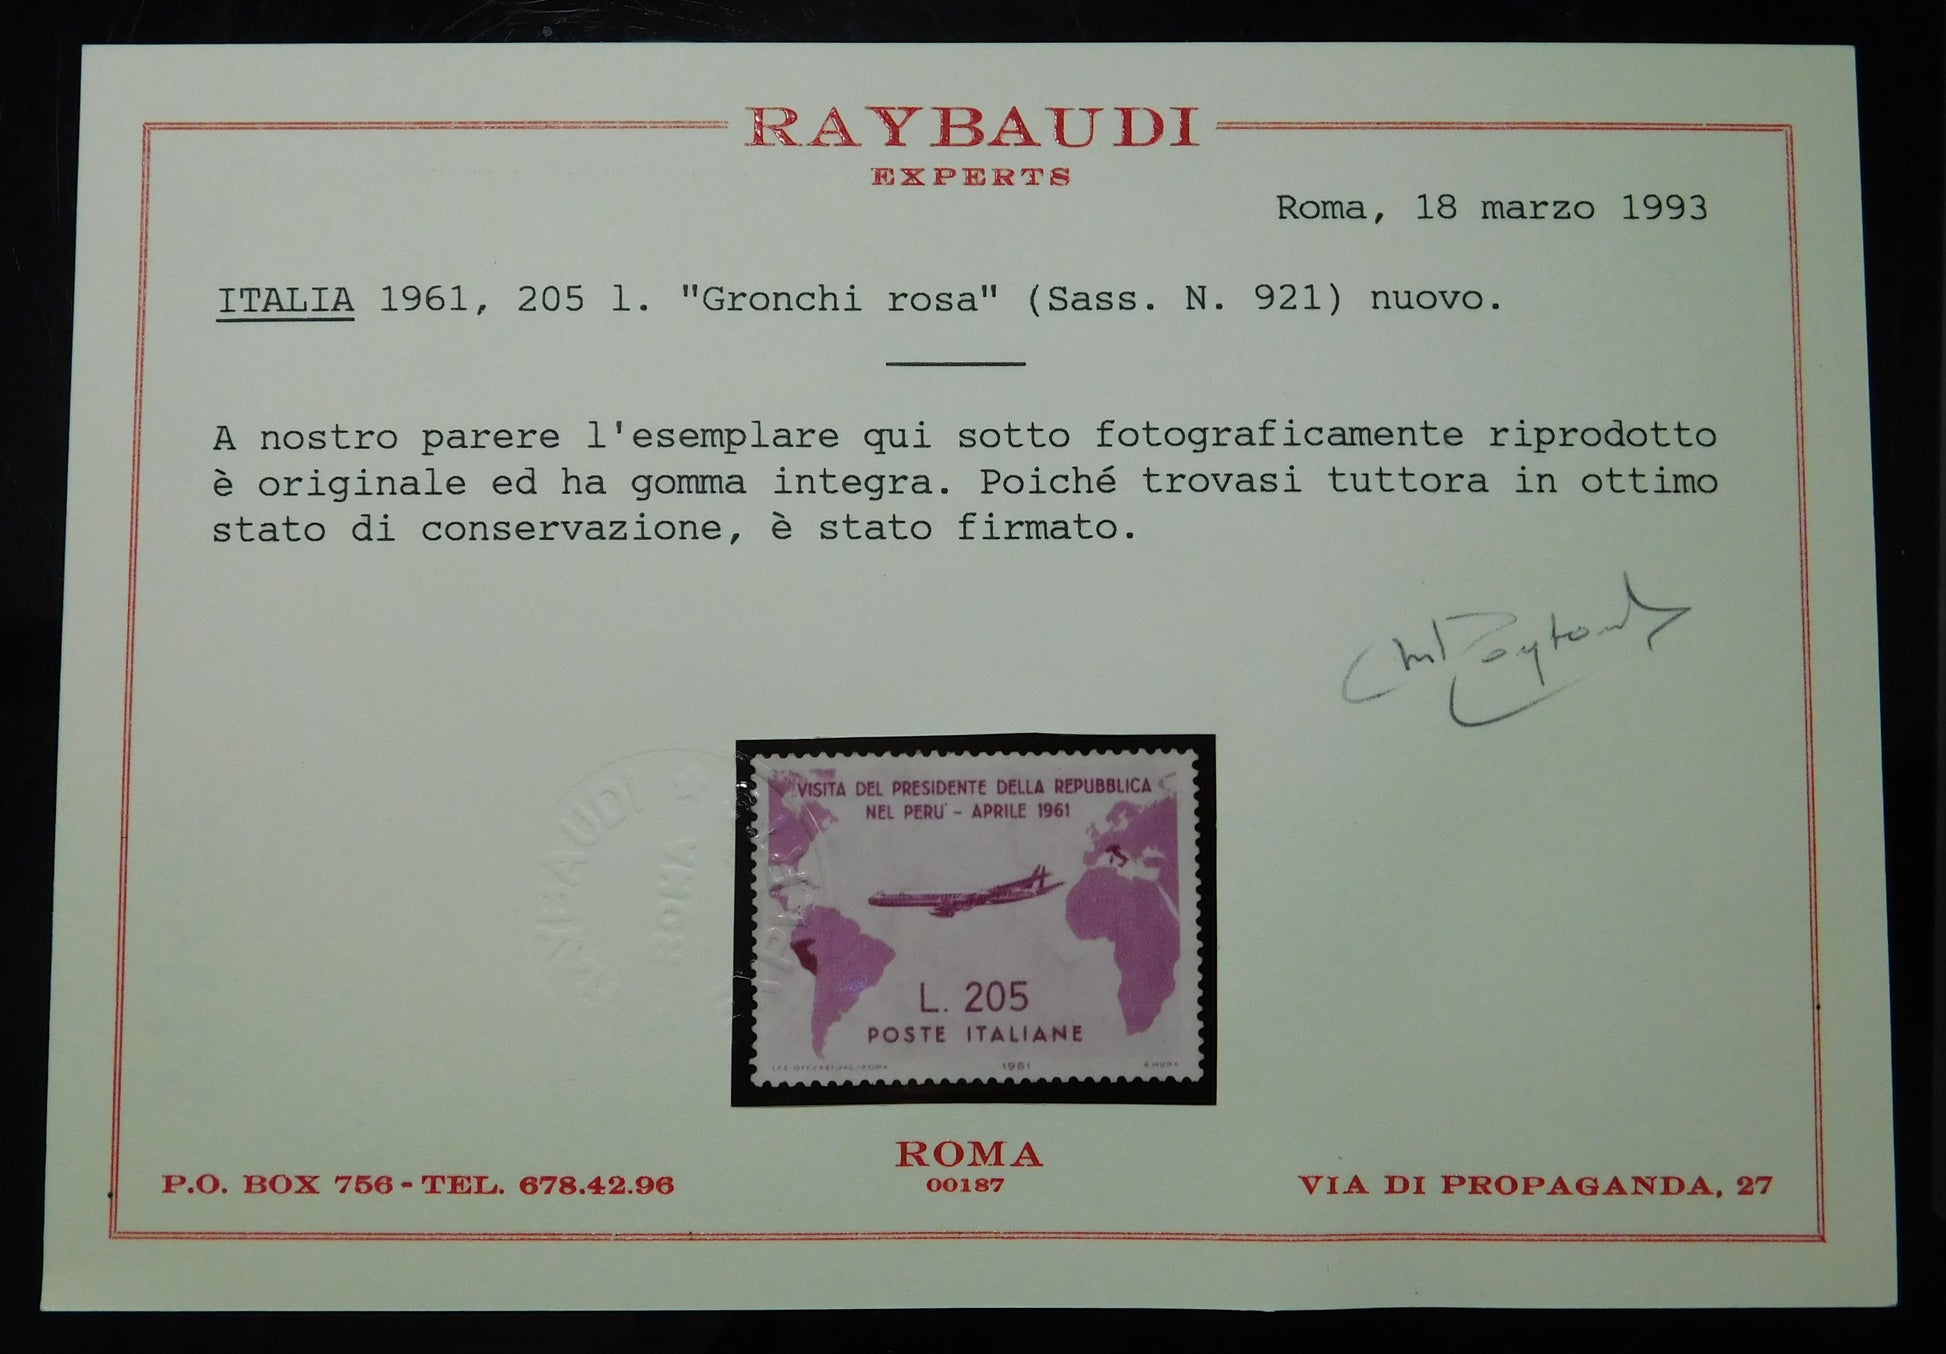 RAYBAUDI
EXPERTS
Roma, 18 marzo 1993
ITALIA 1961, 205 l. "Gronchi rosa" (Sass. N. 921) nuovo.
A nostro parere l'esemplare qui sotto fotograficamente riprodotto
è originale ed ha gomma integra. Poiché trovasi tuttora in ottimo
stato di conservazione, è stato firmato.
RAYBAUDI
ROMA
VISITA DEL PRESIDENTE DELLA REPUBBLICA
NEL PERU' - APRILE 1961
L. 205
POSTE ITALIANE
1961
ROMA
00187
P.O. BOX 756 - TEL. 678.42.96
VIA DI PROPAGANDA, 27